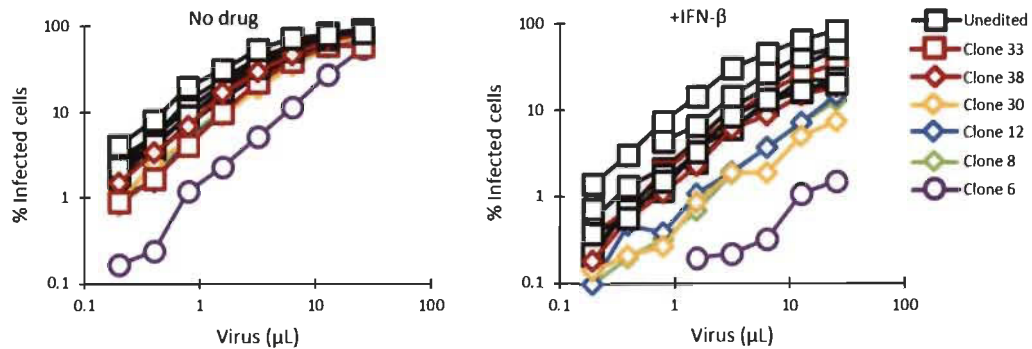 No drug
% Infected cells
100
10
1
0.1
0.1
1
10
100
Virus (µL)
+IFN-β
% Infected cells
100
10
1
0.1
0.1
1
10
100
Virus (µL)
Unedited
Clone 33
Clone 38
Clone 30
Clone 12
Clone 8
Clone 6